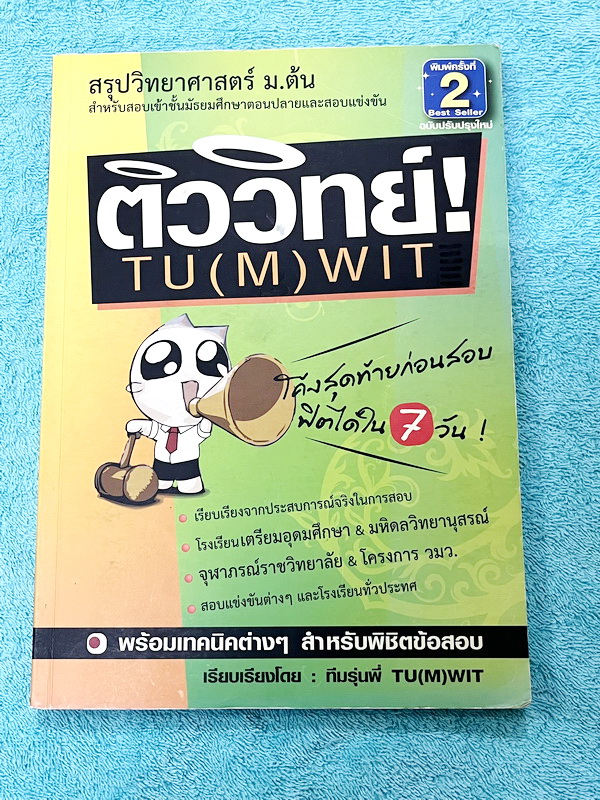 สรุปวิทยาศาสตร์ ม.ต้น
สำหรับสอบเข้าชั้นมัธยมศึกษาตอนปลายและสอบแข่งขัน
พิมพ์ครั้งที่
2
Best Seller
ฉบับปรับปรุงใหม่
ติววิทย์!
TU(M)WIT
โค้งสุดท้ายก่อนสอบ
ฟิตได้ใน 7 วัน !
เรียบเรียงจากประสบการณ์จริงในการสอบ
โรงเรียนเตรียมอุดมศึกษา & มหิดลวิทยานุสรณ์
จุฬาภรณ์ราชวิทยาลัย & โครงการ วมว.
สอบแข่งขันต่างๆ และโรงเรียนทั่วประทศ
พร้อมเทคนิคต่างๆ สำหรับพิชิตข้อสอบ
เรียบเรียงโดย : ทีมรุ่นพี่ TU(M)WIT